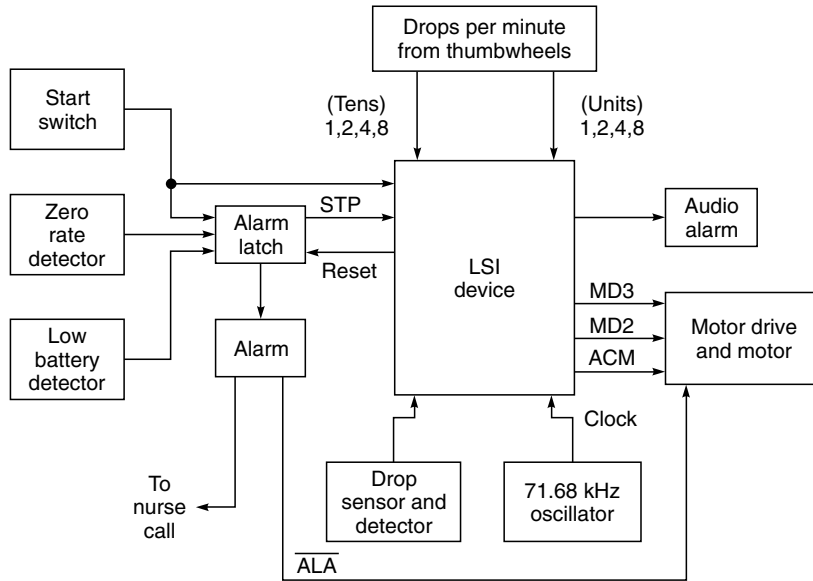 Drops per minute
from thumbwheels
Start
switch
(Tens)
1,2,4,8
(Units)
1,2,4,8
Zero
rate
detector
Alarm
latch
STP
Reset
LSI
device
Audio
alarm
Low
battery
detector
Alarm
MD3
MD2
ACM
Motor drive
and motor
Clock
To
nurse
call
Drop
sensor and
detector
71.68 kHz
oscillator
A̅L̅A̅